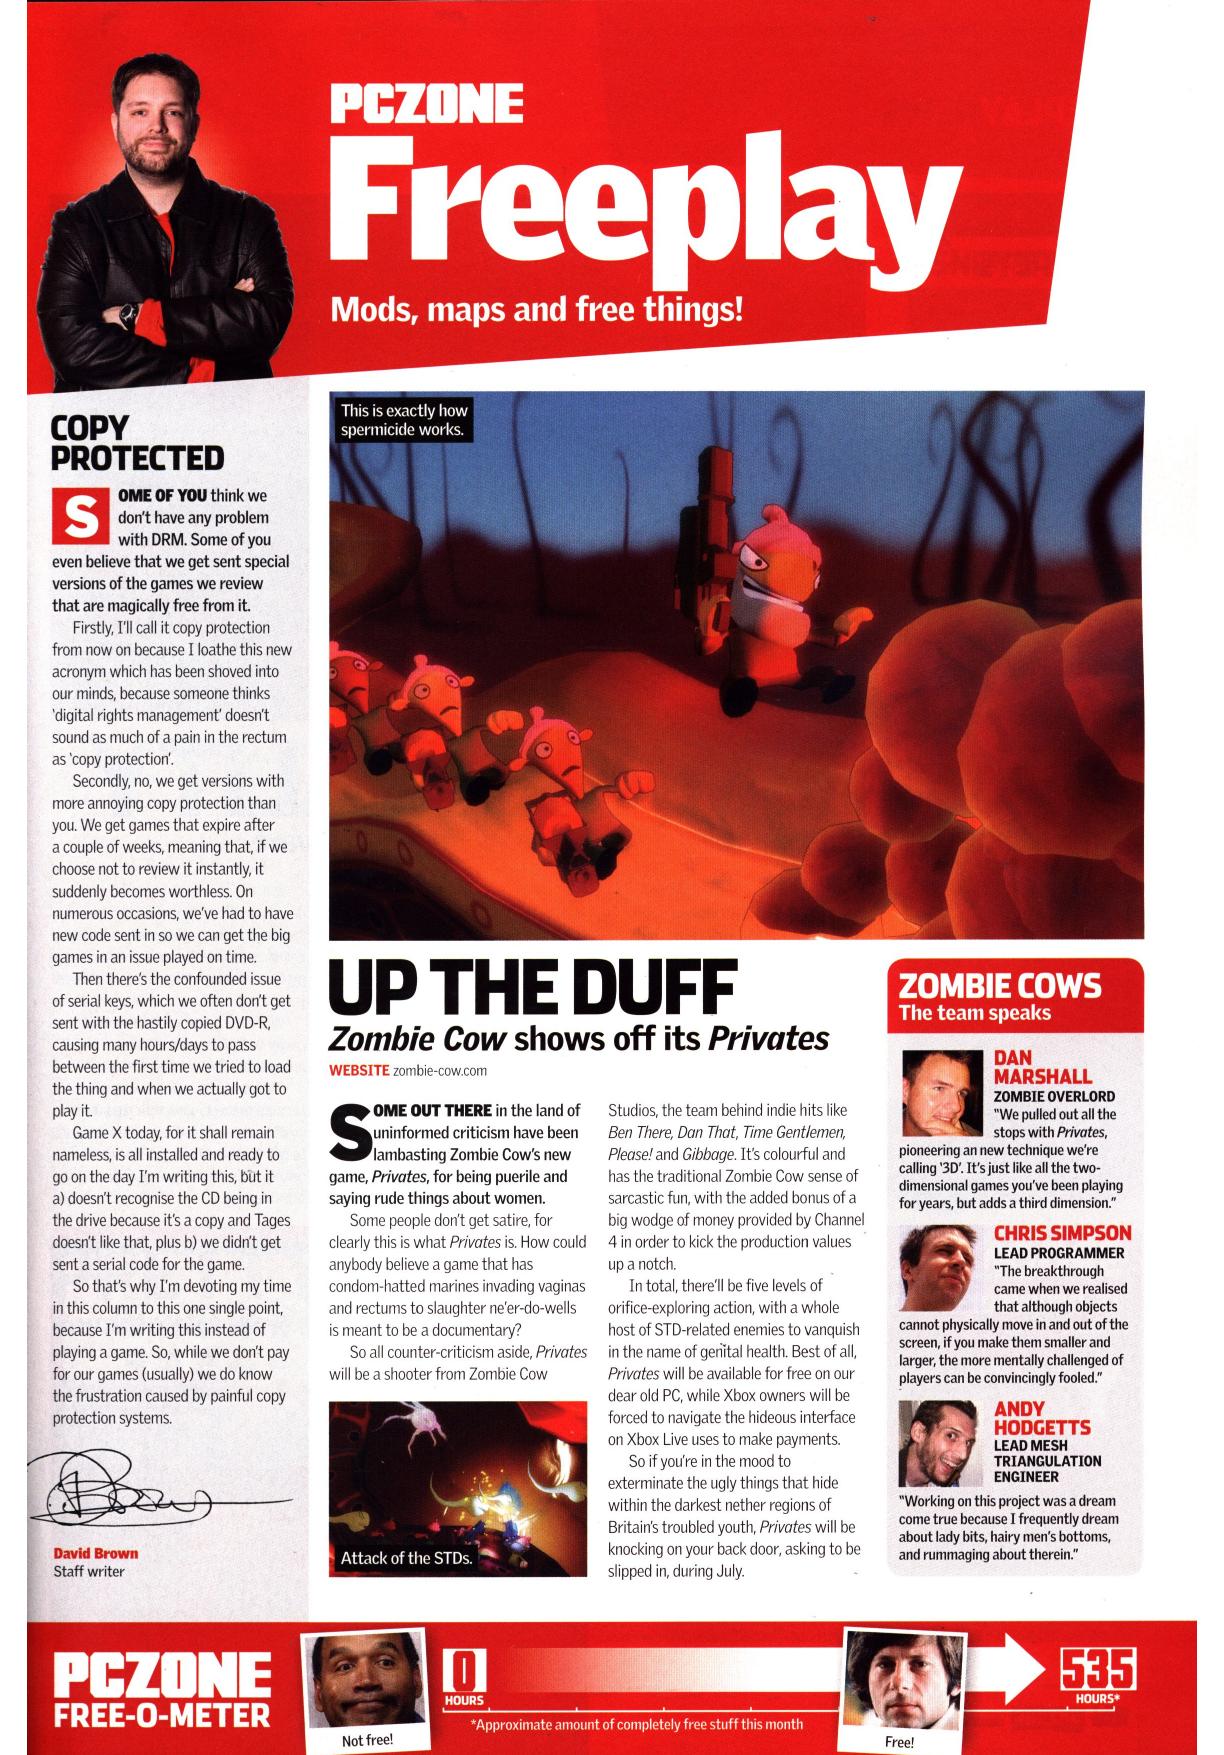 PCZONE
Freeplay
Mods, maps and free things!
COPY
PROTECTED
SOME OF YOU think we
don't have any problem
with DRM. Some of you
even believe that we get sent special
versions of the games we review
that are magically free from it.
Firstly, I'll call it copy protection
from now on because I loathe this new
acronym which has been shoved into
our minds, because someone thinks
'digital rights management' doesn't
sound as much of a pain in the rectum
as 'copy protection'.
Secondly, no, we get versions with
more annoying copy protection than
you. We get games that expire after
a couple of weeks, meaning that, if we
choose not to review it instantly, it
suddenly becomes worthless. On
numerous occasions, we've had to have
new code sent in so we can get the big
games in an issue played on time.
Then there's the confounded issue
of serial keys, which we often don't get
sent with the hastily copied DVD-R,
causing many hours/days to pass
between the first time we tried to load
the thing and when we actually got to
play it.
Game X today, for it shall remain
nameless, is all installed and ready to
go on the day I'm writing this, but it
a) doesn't recognise the CD being in
the drive because it's a copy and Tages
doesn't like that, plus b) we didn't get
sent a serial code for the game.
So that's why I'm devoting my time
in this column to this one single point,
because I'm writing this instead of
playing a game. So, while we don't pay
for our games (usually) we do know
the frustration caused by painful copy
protection systems.
David Brown
Staff writer
This is exactly how
spermicide works.
UP THE DUFF
Zombie Cow shows off its Privates
WEBSITE zombie-cow.com
SOME OUT THERE in the land of
uninformed criticism have been
lambasting Zombie Cow's new
game, Privates, for being puerile and
saying rude things about women.
Some people don't get satire, for
clearly this is what Privates is. How could
anybody believe a game that has
condom-hatted marines invading vaginas
and rectums to slaughter ne'er-do-wells
is meant to be a documentary?
So all counter-criticism aside, Privates
will be a shooter from Zombie Cow
Attack of the STDs.
Studios, the team behind indie hits like
Ben There, Dan That, Time Gentlemen,
Please! and Gibbage. It's colourful and
has the traditional Zombie Cow sense of
sarcastic fun, with the added bonus of a
big wodge of money provided by Channel
4 in order to kick the production values
up a notch.
In total, there'll be five levels of
orifice-exploring action, with a whole
host of STD-related enemies to vanquish
in the name of genital health. Best of all,
Privates will be available for free on our
dear old PC, while Xbox owners will be
forced to navigate the hideous interface
on Xbox Live uses to make payments.
So if you're in the mood to
exterminate the ugly things that hide
within the darkest nether regions of
Britain's troubled youth, Privates will be
knocking on your back door, asking to be
slipped in, during July.
ZOMBIE COWS
The team speaks
DAN
MARSHALL
ZOMBIE OVERLORD
"We pulled out all the
stops with Privates,
pioneering an new technique we're
calling '3D'. It's just like all the two-
dimensional games you've been playing
for years, but adds a third dimension."
CHRIS SIMPSON
LEAD PROGRAMMER
"The breakthrough
came when we realised
that although objects
cannot physically move in and out of the
screen, if you make them smaller and
larger, the more mentally challenged of
players can be convincingly fooled."
ANDY
HODGETTS
LEAD MESH
TRIANGULATION
ENGINEER
"Working on this project was a dream
come true because I frequently dream
about lady bits, hairy men's bottoms,
and rummaging about therein."
PCZONE
FREE-O-METER
Not free!
0
HOURS
*Approximate amount of completely free stuff this month
Free!
535
HOURS*